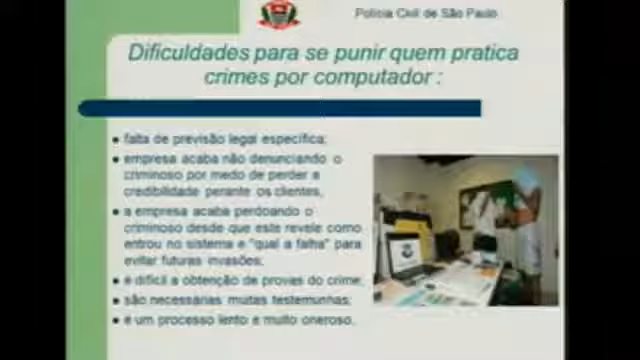 Polícia Civil de São Paulo
Dificuldades para se punir quem pratica
crimes por computador :
falta de previsão legal específica;
empresa acaba não denunciando o
criminoso por medo de perder a
credibilidade perante os clientes,
a empresa acaba perdoando o
criminoso desde que este revele como
entrou no sistema e "qual a falha" para
evitar futuras invasões;
é difícil a obtenção de provas do crime;
são necessárias muitas testemunhas;
é um processo lento e muito oneroso.